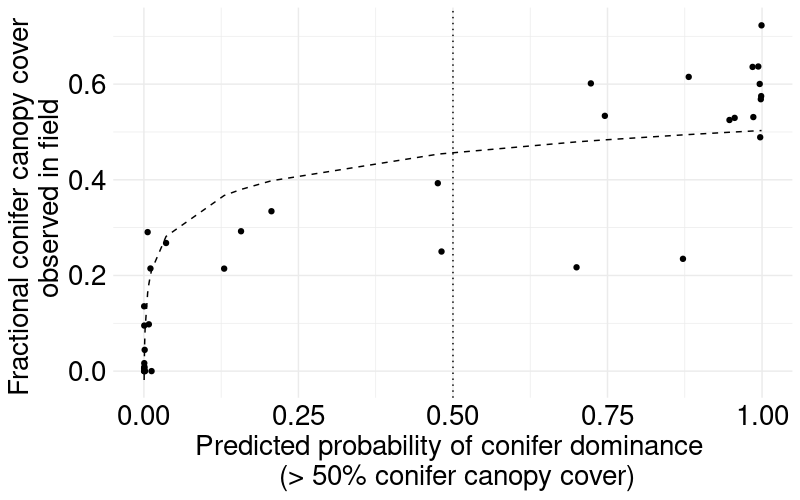 Fractional conifer canopy cover
observed in field
0.6
0.4
0.2
0.0
0.00 0.25 0.50 0.75 1.00
Predicted probability of conifer dominance
(> 50% conifer canopy cover)